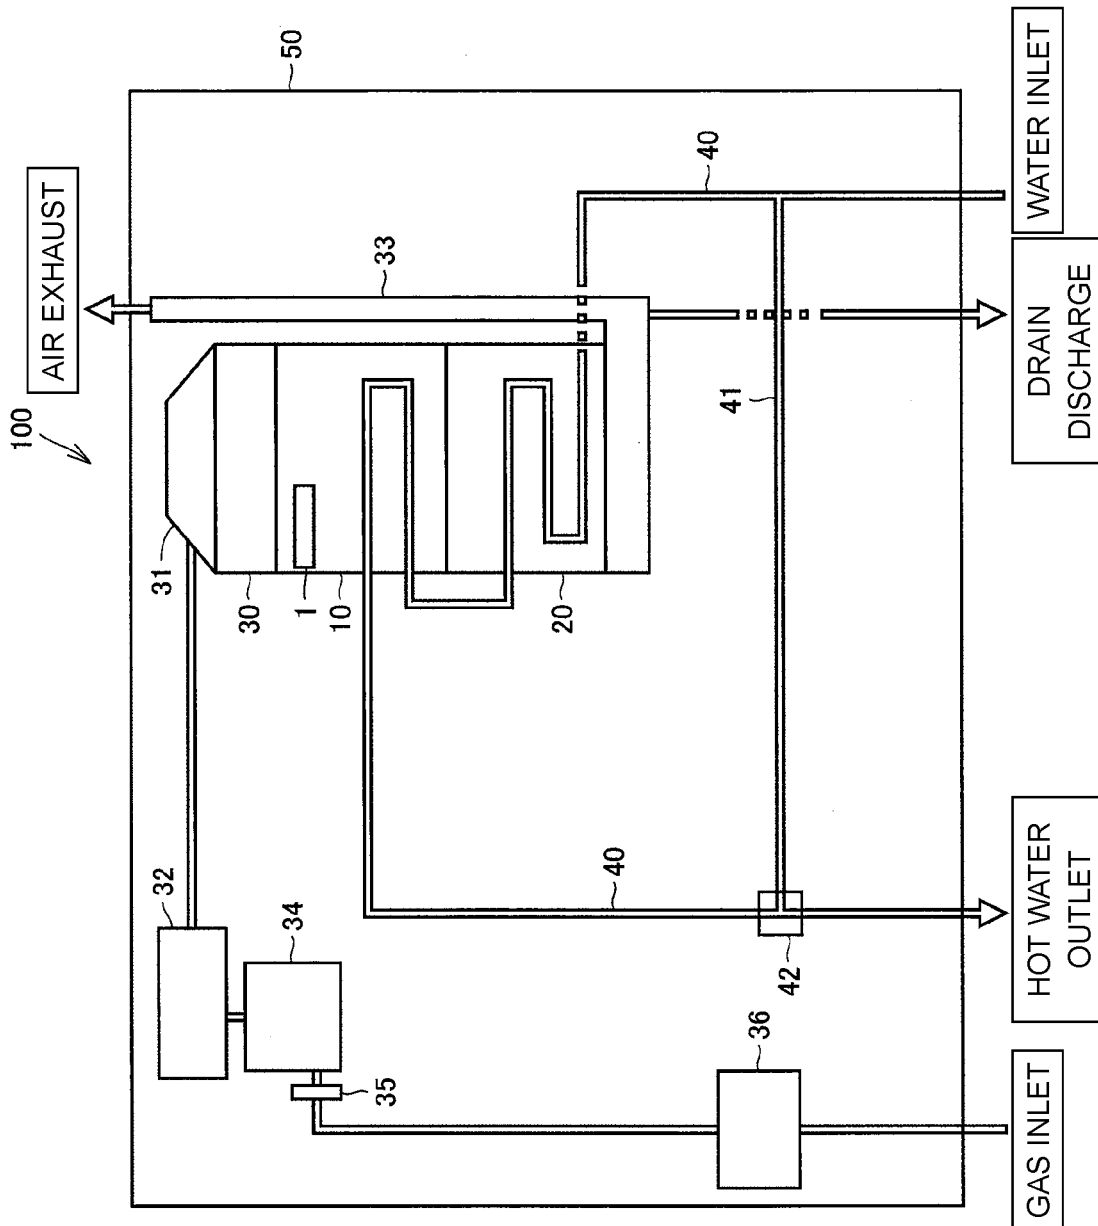 100
AIR EXHAUST
50
31
33
32
30
1
10
20
40
34
35
40
41
36
42
GAS INLET
HOT WATER
OUTLET
DRAIN
DISCHARGE
WATER INLET